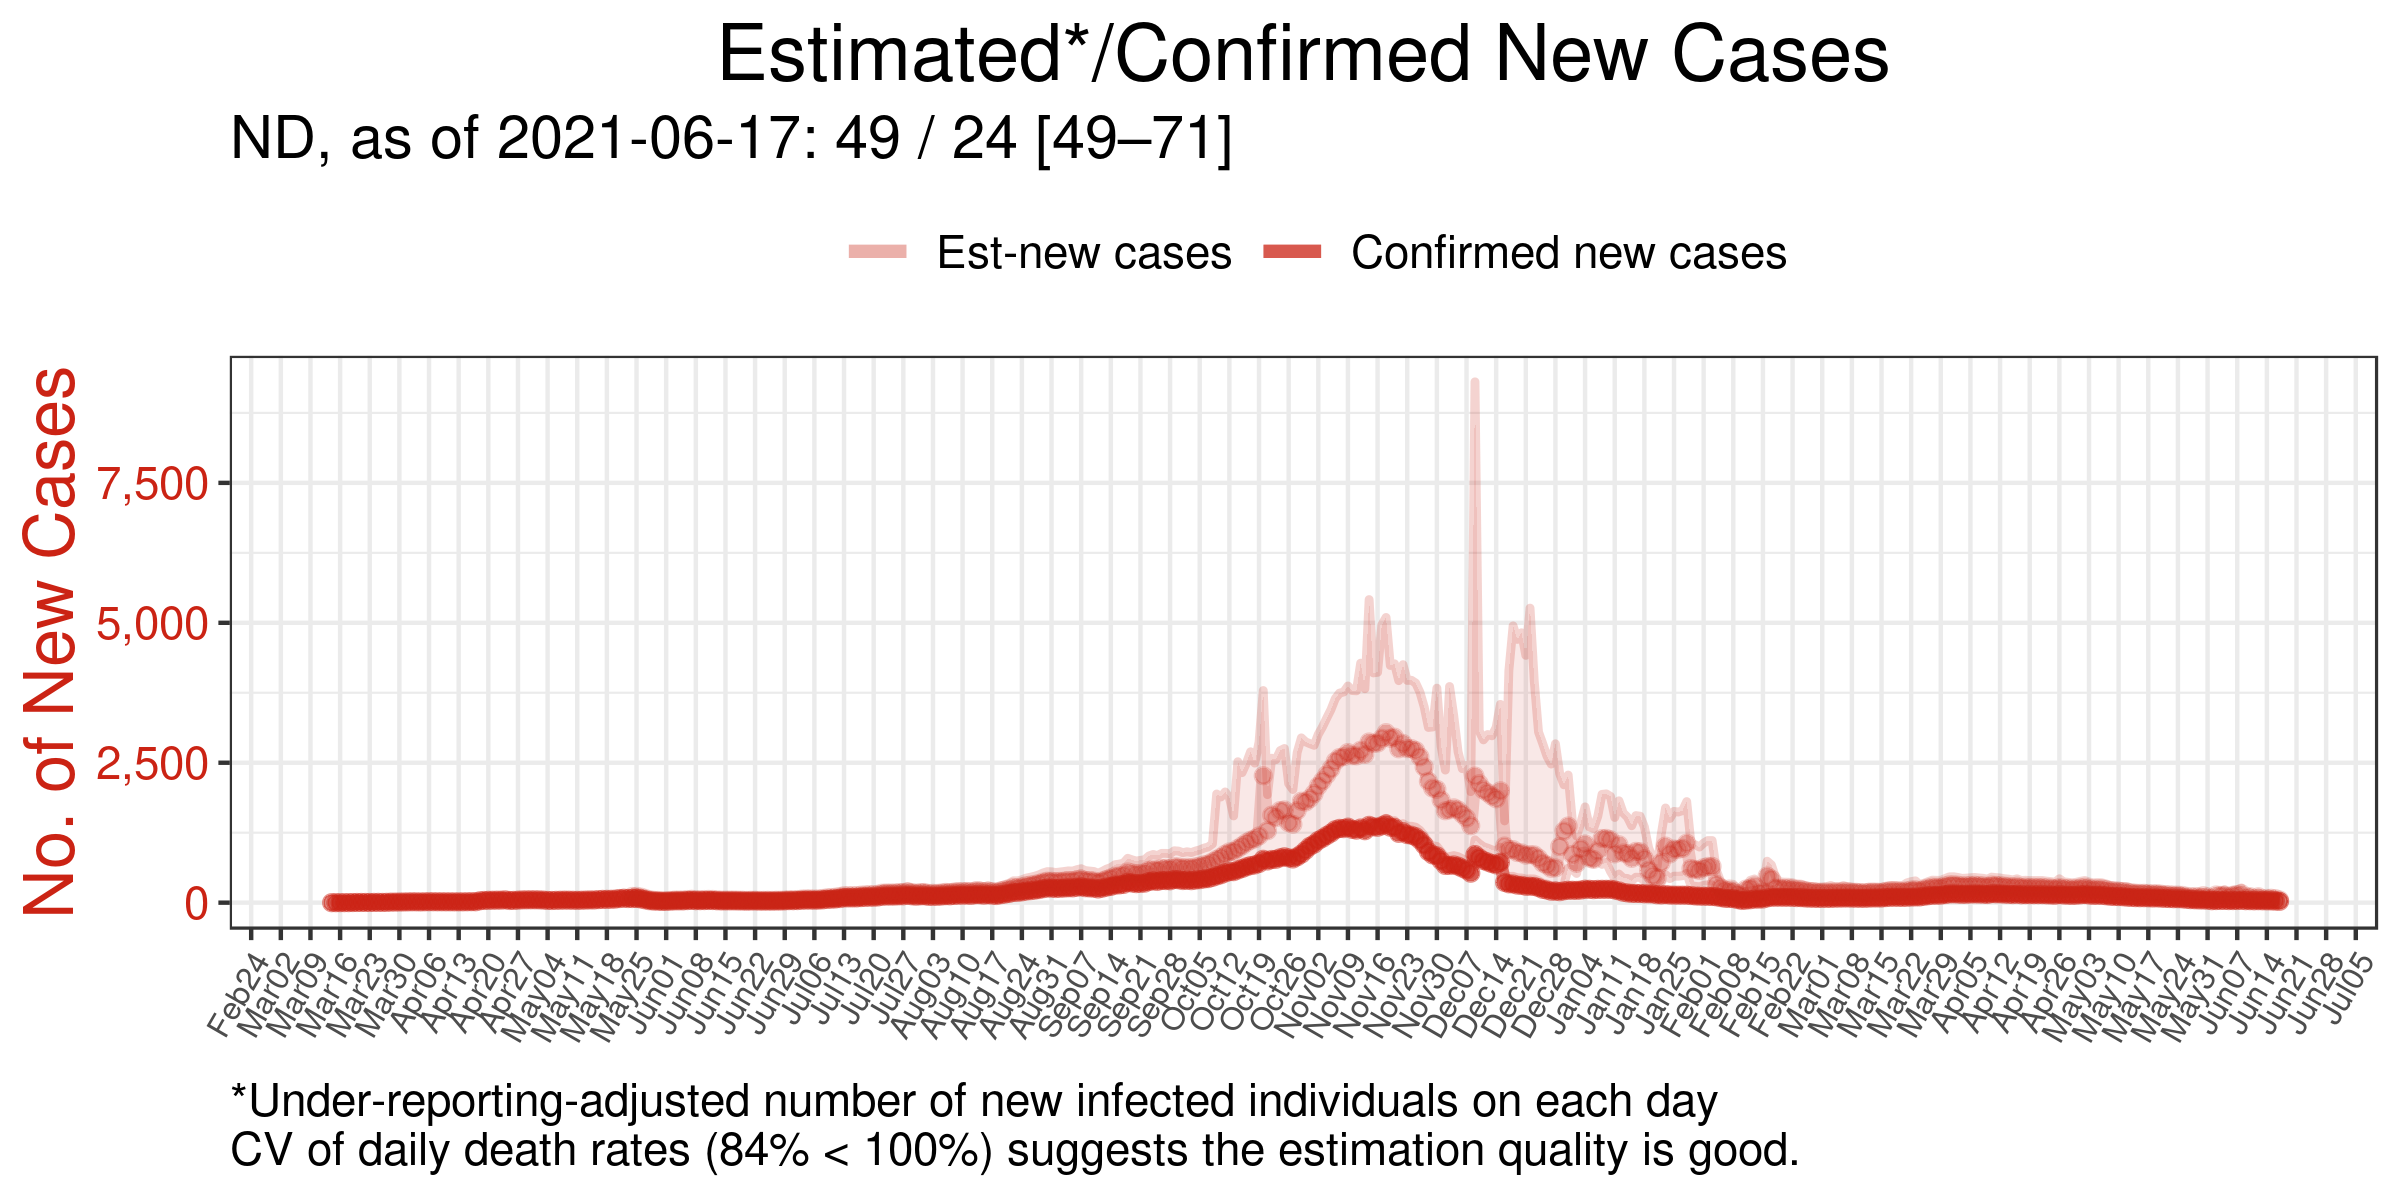 Estimated*/Confirmed New Cases
ND, as of 2021-06-17: 49 / 24 [49–71]
Est-new cases Confirmed new cases
No. of New Cases
7,500
5,000
2,500
0
Feb24 Mar02 Mar09 Mar16 Mar23 Mar30 Apr06 Apr13 Apr20 Apr27 May04 May11 May18 May25 Jun01 Jun08 Jun15 Jun22 Jun29 Jul06 Jul13 Jul20 Jul27 Aug03 Aug10 Aug17 Aug24 Aug31 Sep07 Sep14 Sep21 Sep28 Oct05 Oct12 Oct19 Oct26 Nov02 Nov09 Nov16 Nov23 Nov30 Dec07 Dec14 Dec21 Dec28 Jan04 Jan11 Jan18 Jan25 Feb01 Feb08 Feb15 Feb22 Mar01 Mar08 Mar15 Mar22 Mar29 Apr05 Apr12 Apr19 Apr26 May03 May10 May17 May24 May31 Jun07 Jun14 Jun21 Jun28 Jul05
*Under-reporting-adjusted number of new infected individuals on each day
CV of daily death rates (84% < 100%) suggests the estimation quality is good.